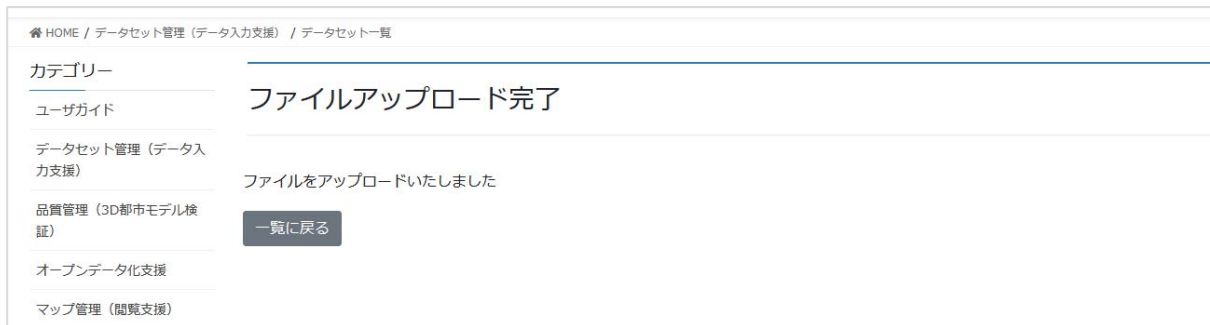 HOME / データセット管理（データ入力支援） / データセット一覧
カテゴリー
ユーザガイド
データセット管理（データ入
力支援）
品質管理（3D都市モデル検
証）
オープンデータ化支援
マップ管理（閲覧支援）
ファイルアップロード完了
ファイルをアップロードいたしました
一覧に戻る